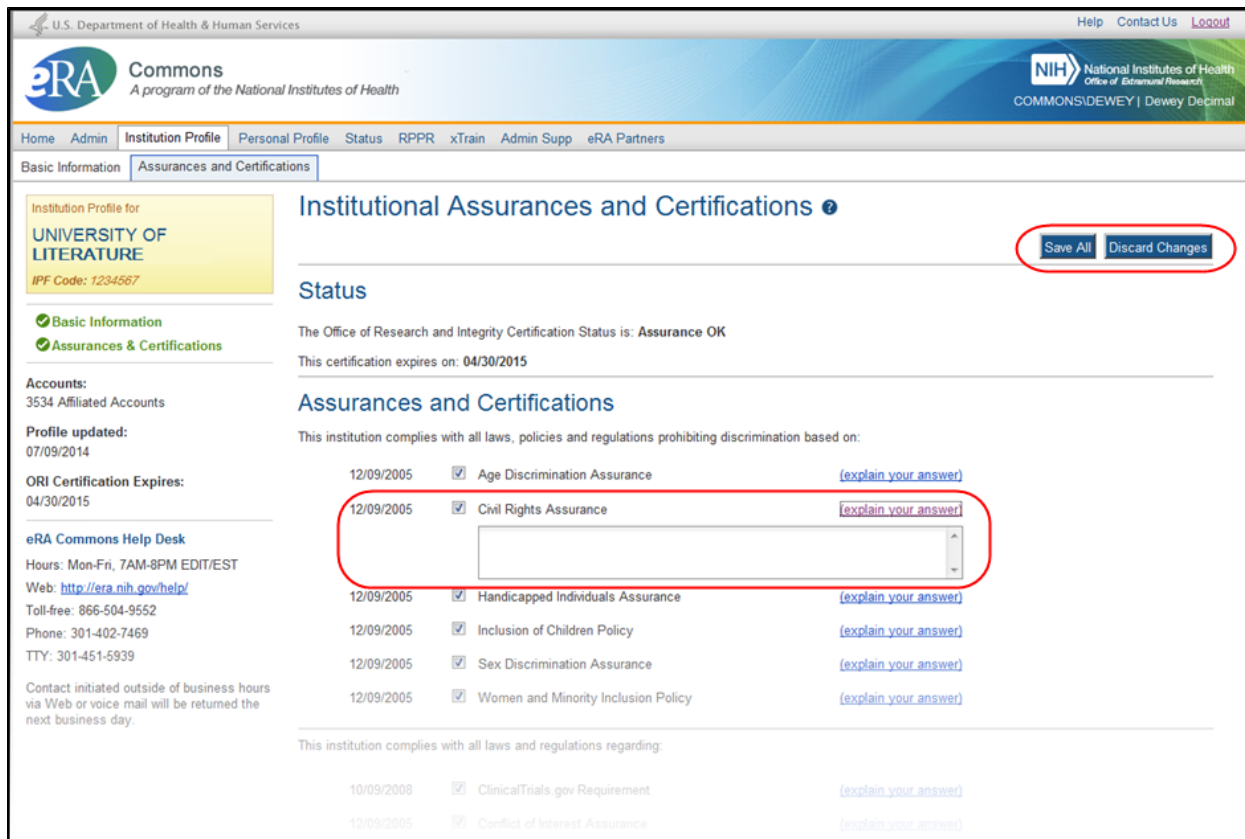 U.S. Department of Health & Human Services
Help Contact Us Logout
eRA
Commons
A program of the National Institutes of Health
NIH National Institutes of Health
Office of Extramural Research
COMMONS\DEWEY | Dewey Decimal
Home Admin Institution Profile Personal Profile Status RPPR xTrain Admin Supp eRA Partners
Basic Information Assurances and Certifications
Institution Profile for
UNIVERSITY OF
LITERATURE
IPF Code: 1234567
Basic Information
Assurances & Certifications
Accounts:
3534 Affiliated Accounts
Profile updated:
07/09/2014
ORI Certification Expires:
04/30/2015
eRA Commons Help Desk
Hours: Mon-Fri, 7AM-8PM EDIT/EST
Web: http://era.nih.gov/help/
Toll-free: 866-504-9552
Phone: 301-402-7469
TTY: 301-451-5939
Contact initiated outside of business hours
via Web or voice mail will be returned the
next business day.
Institutional Assurances and Certifications ?
Save All Discard Changes
Status
The Office of Research and Integrity Certification Status is: Assurance OK
This certification expires on: 04/30/2015
Assurances and Certifications
This institution complies with all laws, policies and regulations prohibiting discrimination based on:
12/09/2005 Age Discrimination Assurance (explain your answer)
12/09/2005 Civil Rights Assurance (explain your answer)
12/09/2005 Handicapped Individuals Assurance (explain your answer)
12/09/2005 Inclusion of Children Policy (explain your answer)
12/09/2005 Sex Discrimination Assurance (explain your answer)
12/09/2005 Women and Minority Inclusion Policy (explain your answer)
This institution complies with all laws and regulations regarding:
10/09/2008 ClinicalTrials.gov Requirement (explain your answer)
12/09/2005 Conflict of Interest Assurance (explain your answer)